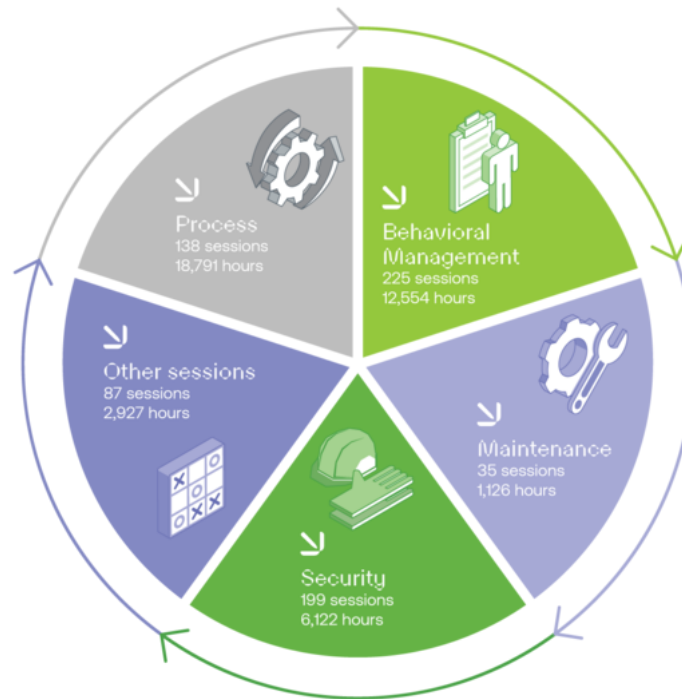 Process
138 sessions
18,791 hours
Behavioral
Management
225 sessions
12,554 hours
Other sessions
87 sessions
2,927 hours
Maintenance
35 sessions
1,126 hours
Security
199 sessions
6,122 hours